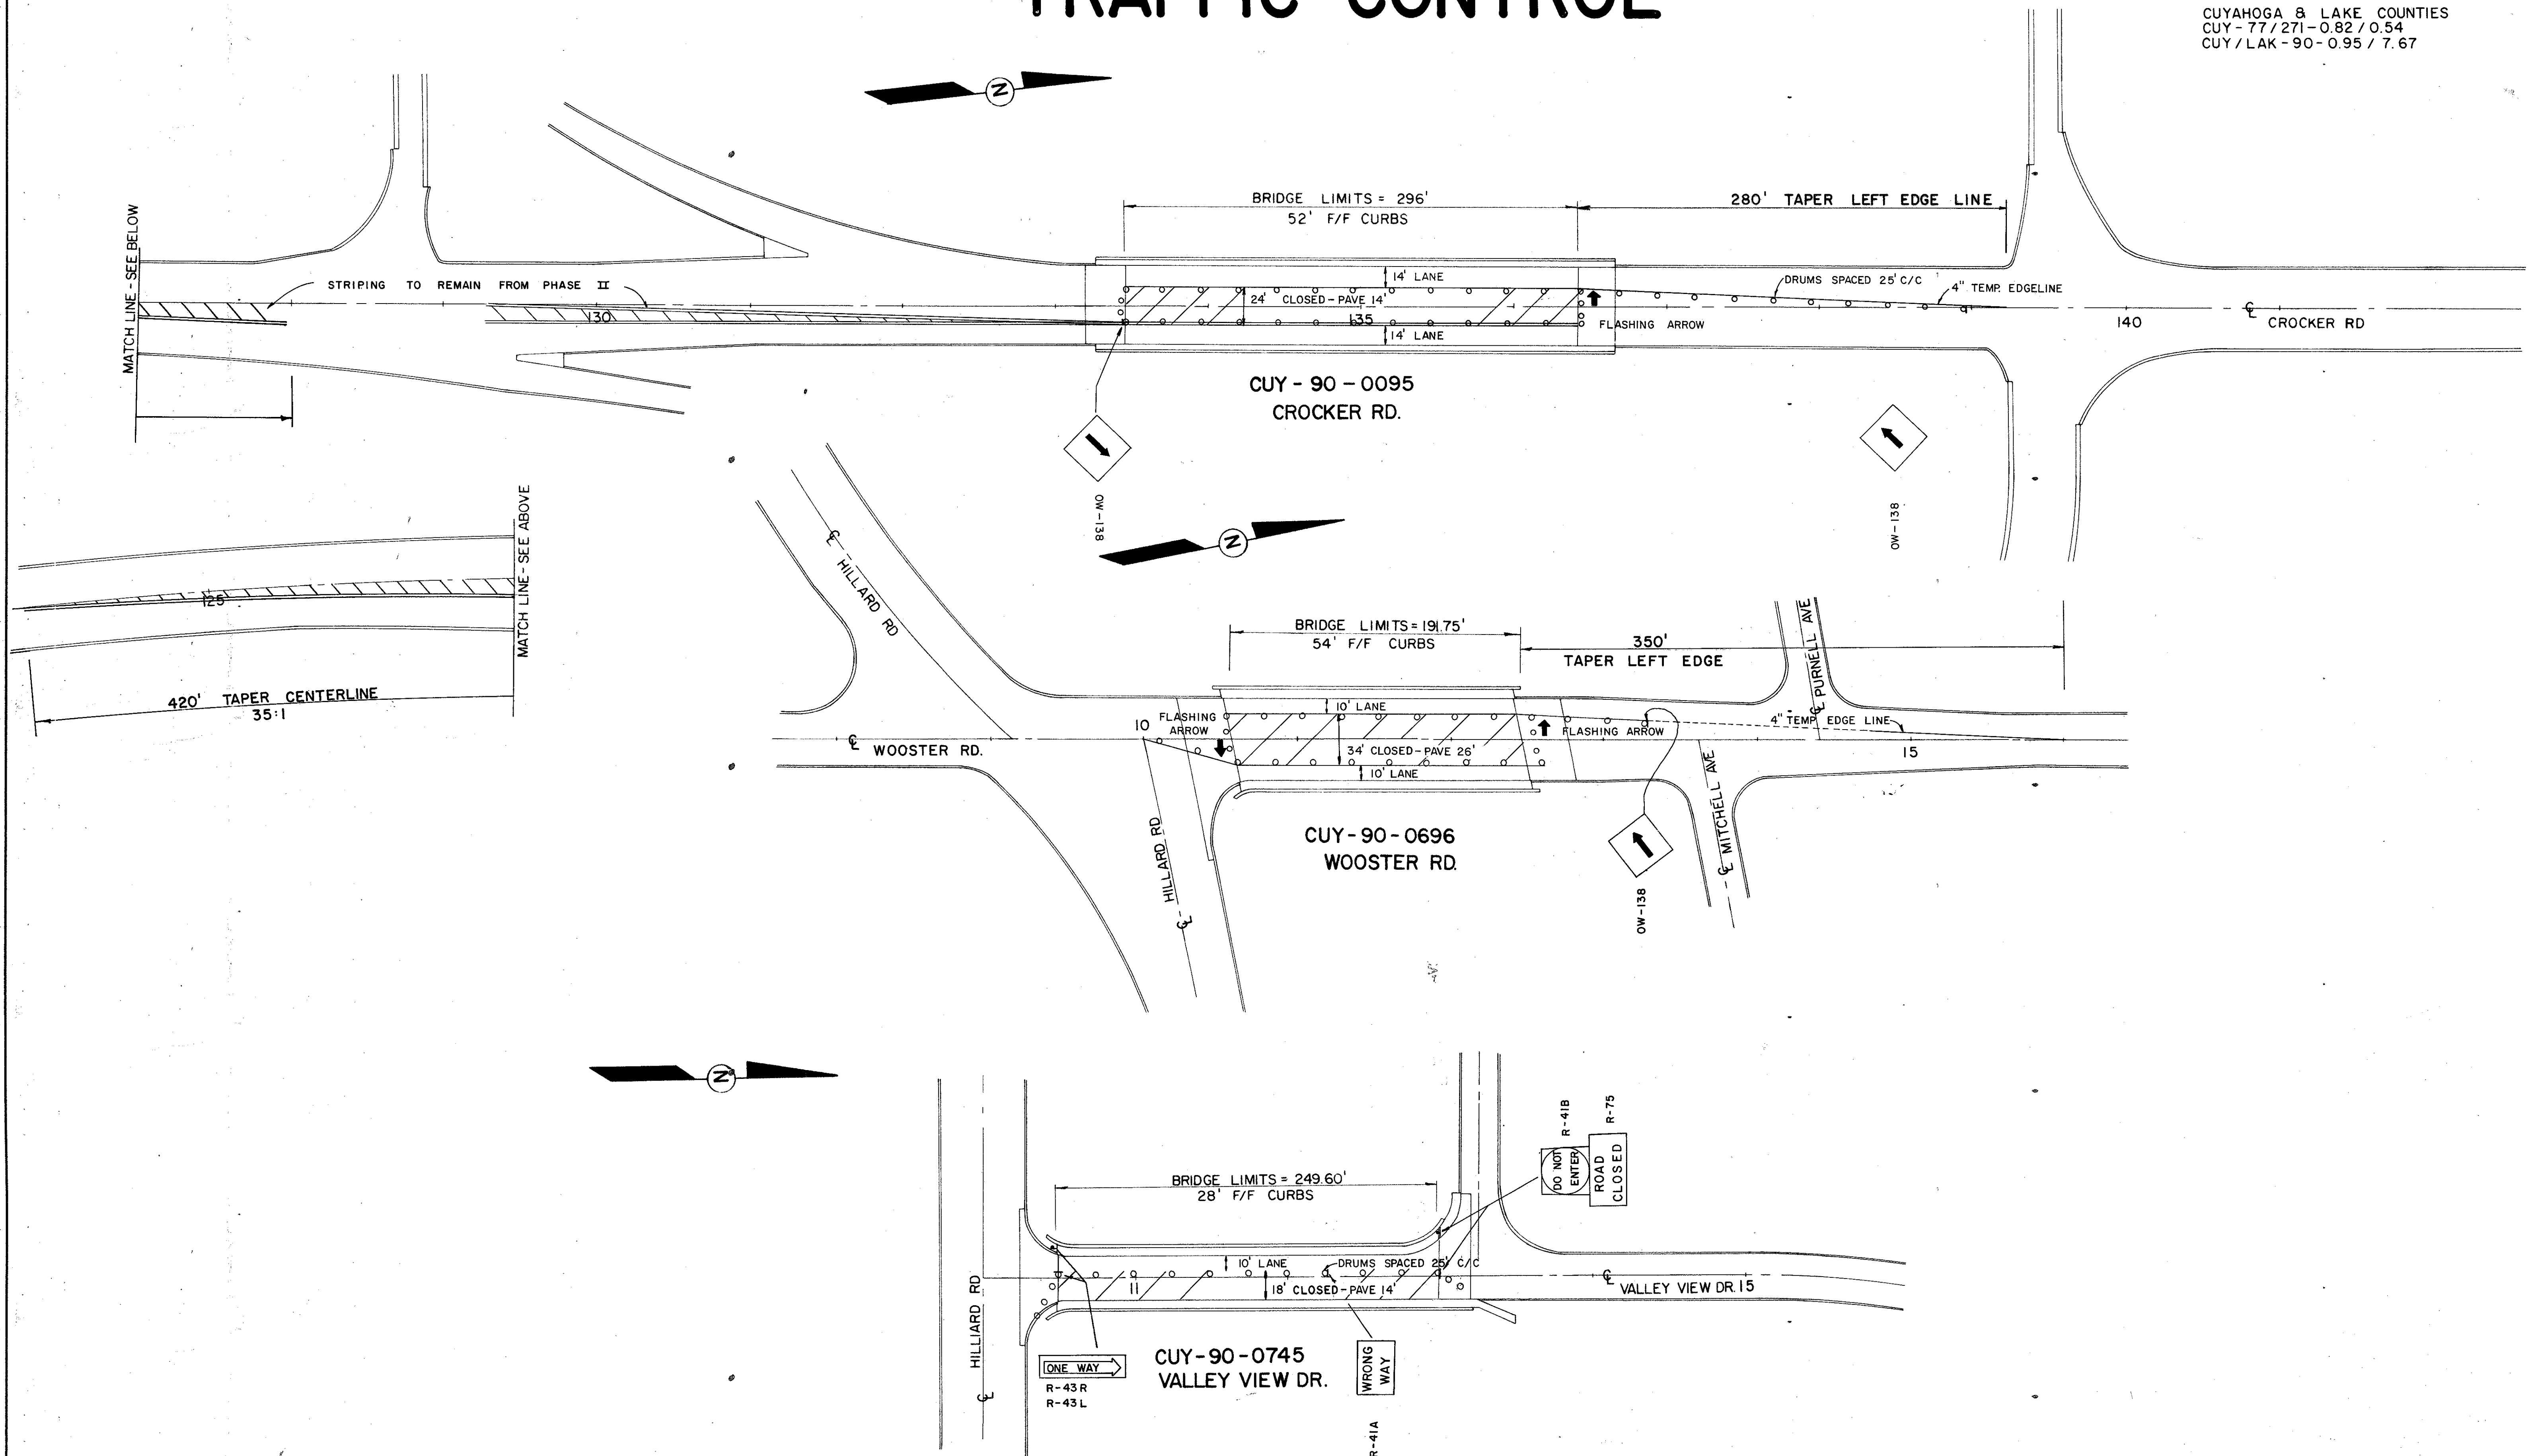 TRAFFIC CONTROL
CUYAHOGA & LAKE COUNTIES
CUY-77/271-0.82/0.54
CUY/LAK-90-0.95/7.67
N
MATCH LINE-SEE BELOW
STRIPING TO REMAIN FROM PHASE II
130
BRIDGE LIMITS = 296'
52' F/F CURBS
280' TAPER LEFT EDGE LINE
14' LANE
24' CLOSED-PAVE 14'
135
14' LANE
FLASHING ARROW
DRUMS SPACED 25' C/C
4" TEMP. EDGELINE
140
℄ CROCKER RD
CUY-90-0095
CROCKER RD.
OW-138
OW-138
MATCH LINE-SEE ABOVE
125
420' TAPER CENTERLINE
35:1
N
℄ HILLARD RD
BRIDGE LIMITS = 191.75'
54' F/F CURBS
350'
TAPER LEFT EDGE
℄ PURNELL AVE
10
FLASHING
ARROW
10' LANE
34' CLOSED-PAVE 26'
10' LANE
FLASHING ARROW
4" TEMP. EDGE LINE
15
℄ WOOSTER RD.
℄ HILLARD RD
℄ MITCHELL AVE
CUY-90-0696
WOOSTER RD.
OW-138
N
BRIDGE LIMITS = 249.60'
28' F/F CURBS
R-41B
R-75
DO NOT
ENTER
ROAD
CLOSED
10' LANE
DRUMS SPACED 25' C/C
11
18' CLOSED-PAVE 14'
℄ VALLEY VIEW DR. 15
℄ HILLIARD RD
ONE WAY
R-43R
R-43L
CUY-90-0745
VALLEY VIEW DR.
WRONG
WAY
R-41A